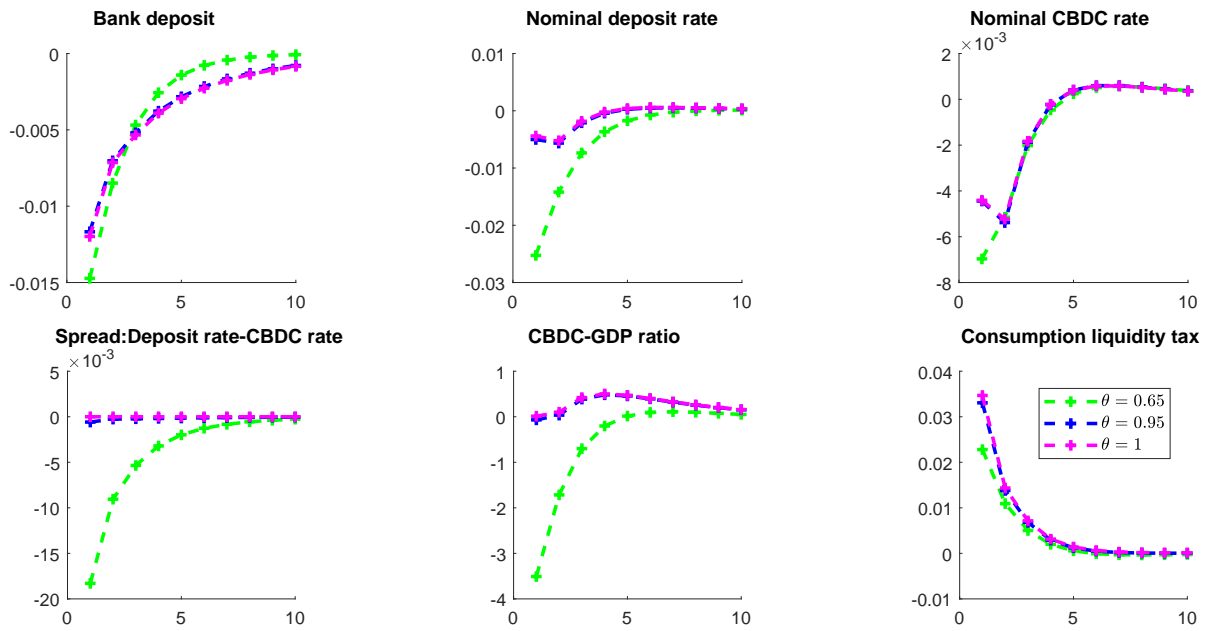 Bank deposit
0
-0.005
-0.01
-0.015
0 5 10
Nominal deposit rate
0.01
0
-0.01
-0.02
-0.03
0 5 10
Nominal CBDC rate
×10⁻³
2
0
-2
-4
-6
-8
0 5 10
Spread:Deposit rate-CBDC rate
×10⁻³
5
0
-5
-10
-15
-20
0 5 10
CBDC-GDP ratio
1
0
-1
-2
-3
-4
0 5 10
Consumption liquidity tax
0.04
0.03
0.02
0.01
0
-0.01
0 5 10
θ = 0.65
θ = 0.95
θ = 1